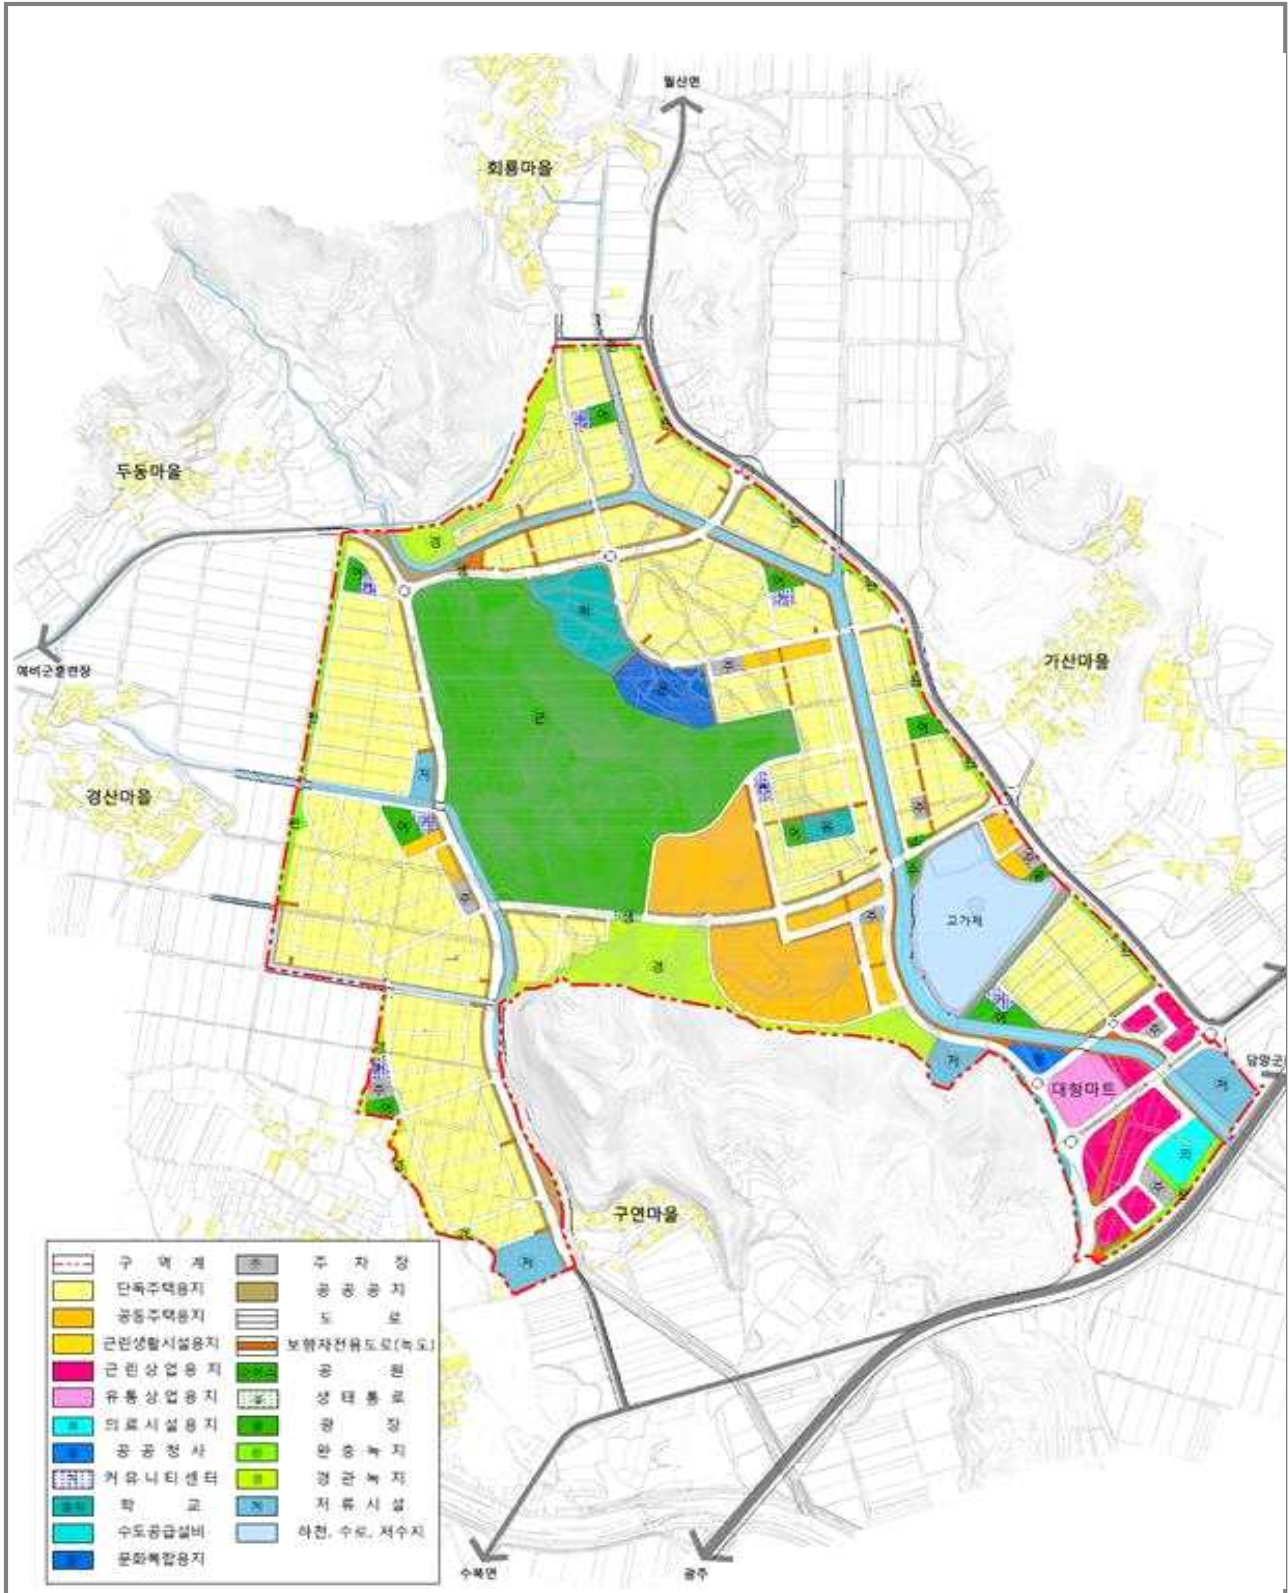 월산면
회룡마을
두동마을
예비군훈련장
가산마을
경산마을
고가제
담양군
대형마트
구연마을
구 역 계
주 차 장
단독주택용지
공 공 공 지
공동주택용지
도 로
근린생활시설용지
보행자전용도로(녹도)
근 린 상 업 용 지
공 원
유 통 상 업 용 지
생 태 통 로
의 료 시 설 용 지
광 장
공 공 청 사
완 충 녹 지
커 뮤 니 티 센 터
경 관 녹 지
학 교
저 류 시 설
수도공급설비
하천, 수로, 저수지
문화복합용지
수북면
광주